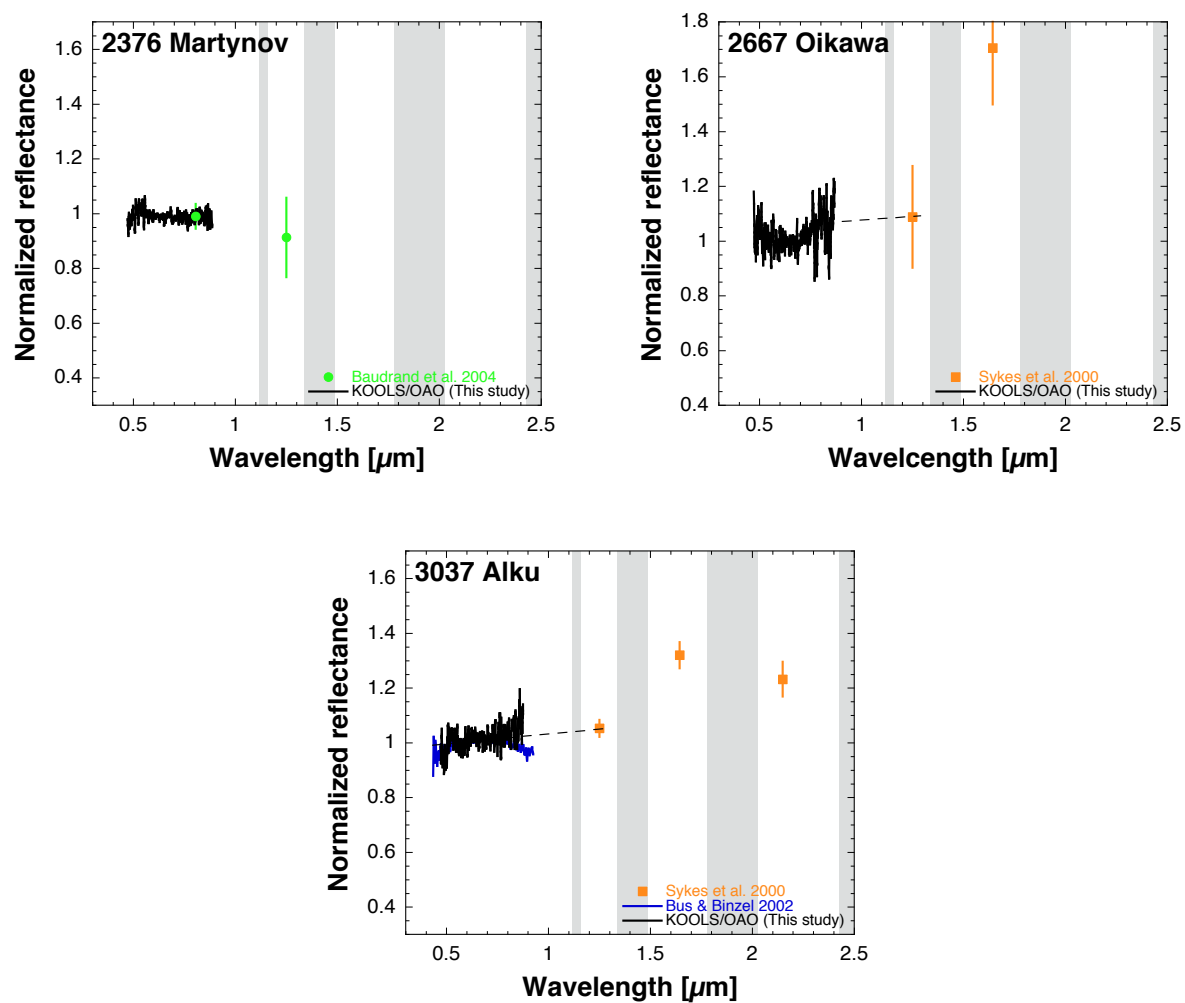 2376 Martynov
Normalized reflectance
1.6
1.4
1.2
1
0.8
0.6
0.4
Baudrand et al. 2004
KOOLS/OAO (This study)
0.5 1 1.5 2 2.5
Wavelength [µm]
2667 Oikawa
Normalized reflectance
1.8
1.6
1.4
1.2
1
0.8
0.6
0.4
Sykes et al. 2000
KOOLS/OAO (This study)
0.5 1 1.5 2 2.5
Wavelcength [µm]
3037 Alku
Normalized reflectance
1.6
1.4
1.2
1
0.8
0.6
0.4
Sykes et al. 2000
Bus & Binzel 2002
KOOLS/OAO (This study)
0.5 1 1.5 2 2.5
Wavelength [µm]